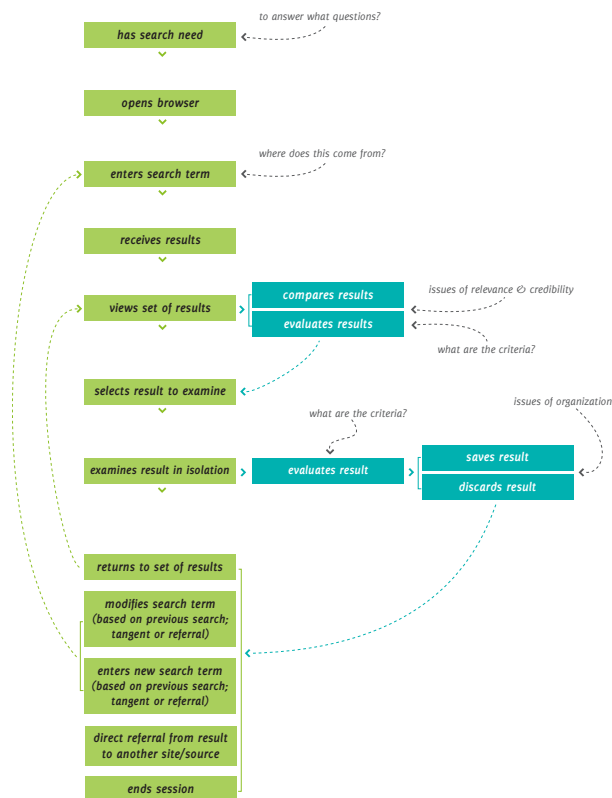 to answer what questions?
has search need
opens browser
where does this come from?
enters search term
receives results
views set of results
compares results
evaluates results
issues of relevance & credibility
what are the criteria?
selects result to examine
what are the criteria?
issues of organization
examines result in isolation
evaluates result
saves result
discards result
returns to set of results
modifies search term
(based on previous search;
tangent or referral)
enters new search term
(based on previous search;
tangent or referral)
direct referral from result
to another site/source
ends session